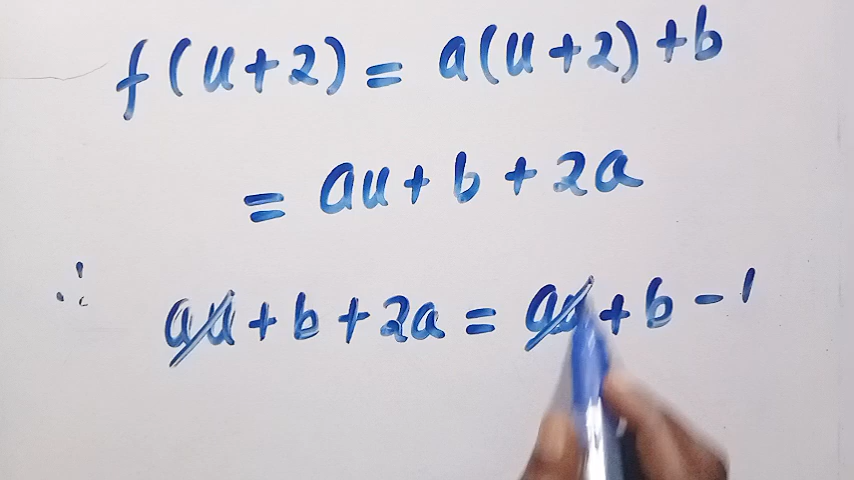 f(u+2) = a(u+2) + b
= au + b + 2a
∴ au + b + 2a = au + b - 1